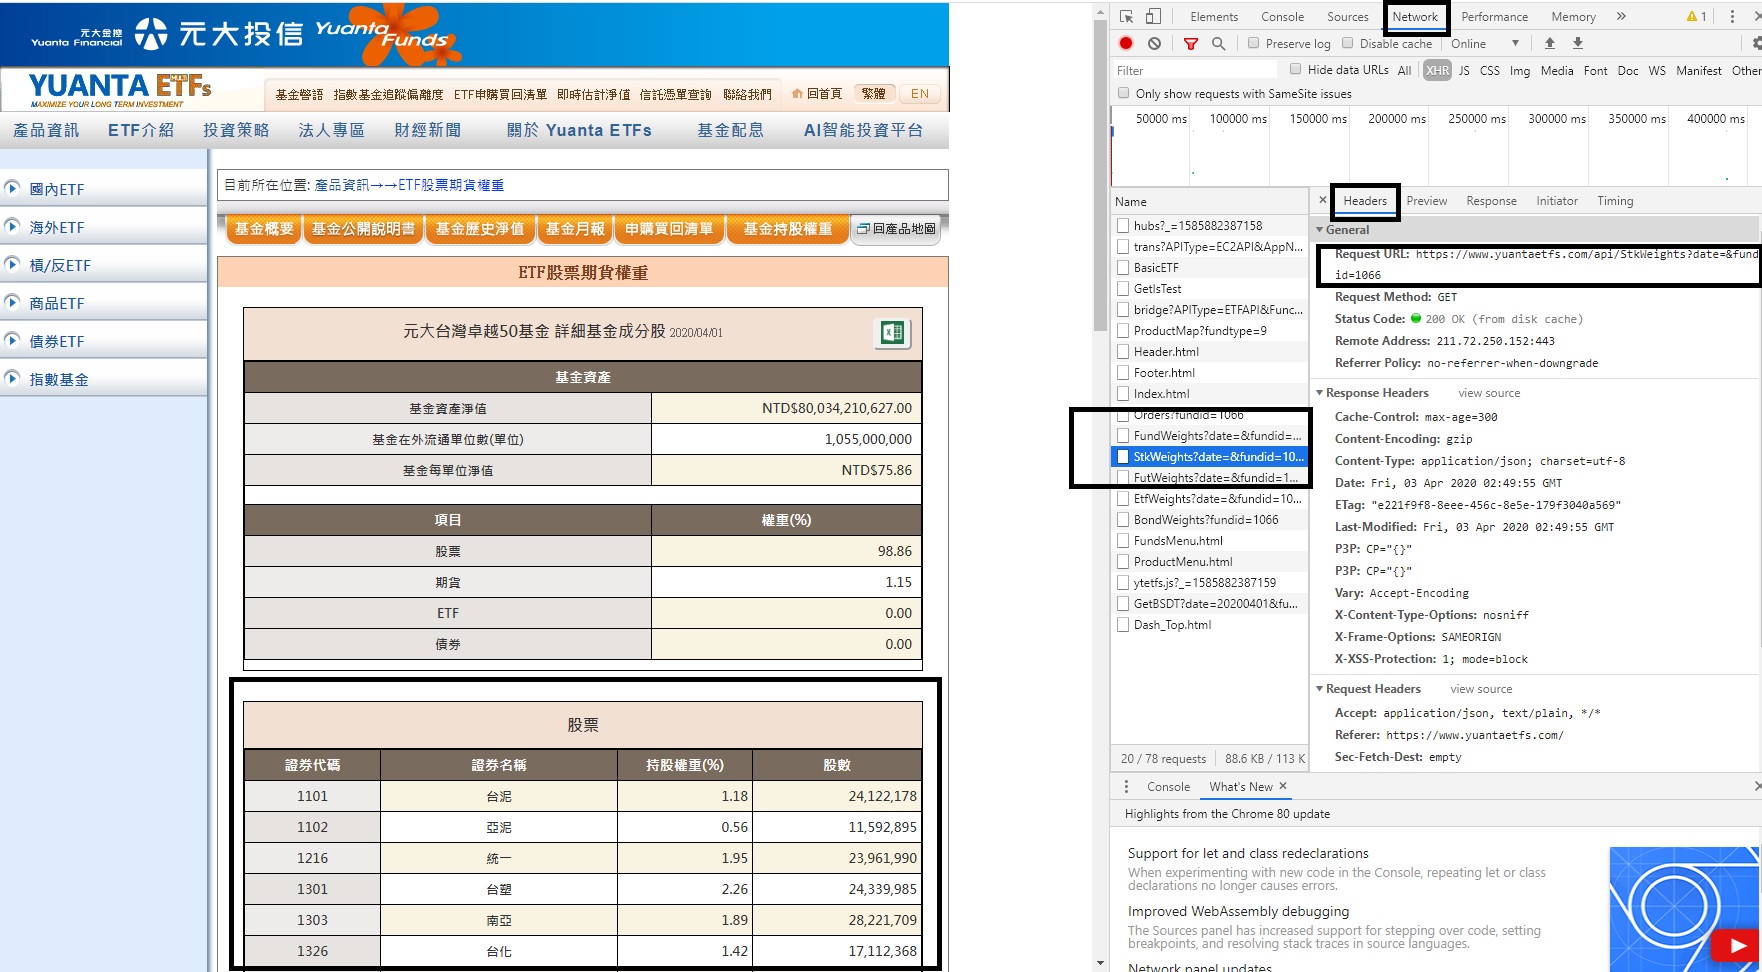 元大金控
Yuanta Financial
元大投信
Yuanta Funds
YUANTA ETFs
MAXIMIZE YOUR LONG TERM INVESTMENT
基金警語 指數基金追蹤偏離度 ETF申購買回清單 即時估計淨值 信託憑單查詢 聯絡我們 回首頁 繁體 EN
產品資訊 ETF介紹 投資策略 法人專區 財經新聞 關於 Yuanta ETFs 基金配息 AI智能投資平台
國內ETF
海外ETF
槓/反ETF
商品ETF
債券ETF
指數基金
目前所在位置: 產品資訊→→ETF股票期貨權重
基金概要 基金公開說明書 基金歷史淨值 基金月報 申購買回清單 基金持股權重 回產品地圖
ETF股票期貨權重
元大台灣卓越50基金 詳細基金成分股 2020/04/01
基金資產
基金資產淨值 NTD$80,034,210,627.00
基金在外流通單位數(單位) 1,055,000,000
基金每單位淨值 NTD$75.86
項目 權重(%)
股票 98.86
期貨 1.15
ETF 0.00
債券 0.00
股票
證券代碼 證券名稱 持股權重(%) 股數
1101 台泥 1.18 24,122,178
1102 亞泥 0.56 11,592,895
1216 統一 1.95 23,961,990
1301 台塑 2.26 24,339,985
1303 南亞 1.89 28,221,709
1326 台化 1.42 17,112,368
Elements Console Sources Network Performance Memory » 1
Preserve log Disable cache Online
Filter Hide data URLs All XHR JS CSS Img Media Font Doc WS Manifest Other
Only show requests with SameSite issues
50000 ms 100000 ms 150000 ms 200000 ms 250000 ms 300000 ms 350000 ms 400000 ms
Name
hubs?_=1585882387158
trans?APIType=EC2API&AppN...
BasicETF
GetIsTest
bridge?APIType=ETFAPI&Func...
ProductMap?fundtype=9
Header.html
Footer.html
Index.html
Orders?fundid=1066
FundWeights?date=&fundid=...
StkWeights?date=&fundid=10...
FutWeights?date=&fundid=1...
EtfWeights?date=&fundid=10...
BondWeights?fundid=1066
FundsMenu.html
ProductMenu.html
ytetfs.js?_=1585882387159
GetBSDT?date=20200401&fu...
Dash_Top.html
20 / 78 requests 88.6 KB / 113 K
× Headers Preview Response Initiator Timing
General
Request URL: https://www.yuantaetfs.com/api/StkWeights?date=&fund
id=1066
Request Method: GET
Status Code: 200 OK (from disk cache)
Remote Address: 211.72.250.152:443
Referrer Policy: no-referrer-when-downgrade
Response Headers view source
Cache-Control: max-age=300
Content-Encoding: gzip
Content-Type: application/json; charset=utf-8
Date: Fri, 03 Apr 2020 02:49:55 GMT
ETag: "e221f9f8-8eee-456c-8e5e-179f3040a569"
Last-Modified: Fri, 03 Apr 2020 02:49:55 GMT
P3P: CP="{}"
P3P: CP="{}"
Vary: Accept-Encoding
X-Content-Type-Options: nosniff
X-Frame-Options: SAMEORIGN
X-XSS-Protection: 1; mode=block
Request Headers view source
Accept: application/json, text/plain, */*
Referer: https://www.yuantaetfs.com/
Sec-Fetch-Dest: empty
Console What's New ×
Highlights from the Chrome 80 update
Support for let and class redeclarations
When experimenting with new code in the Console, repeating let or class
declarations no longer causes errors.
Improved WebAssembly debugging
The Sources panel has increased support for stepping over code, setting
breakpoints, and resolving stack traces in source languages.
Network panel updates